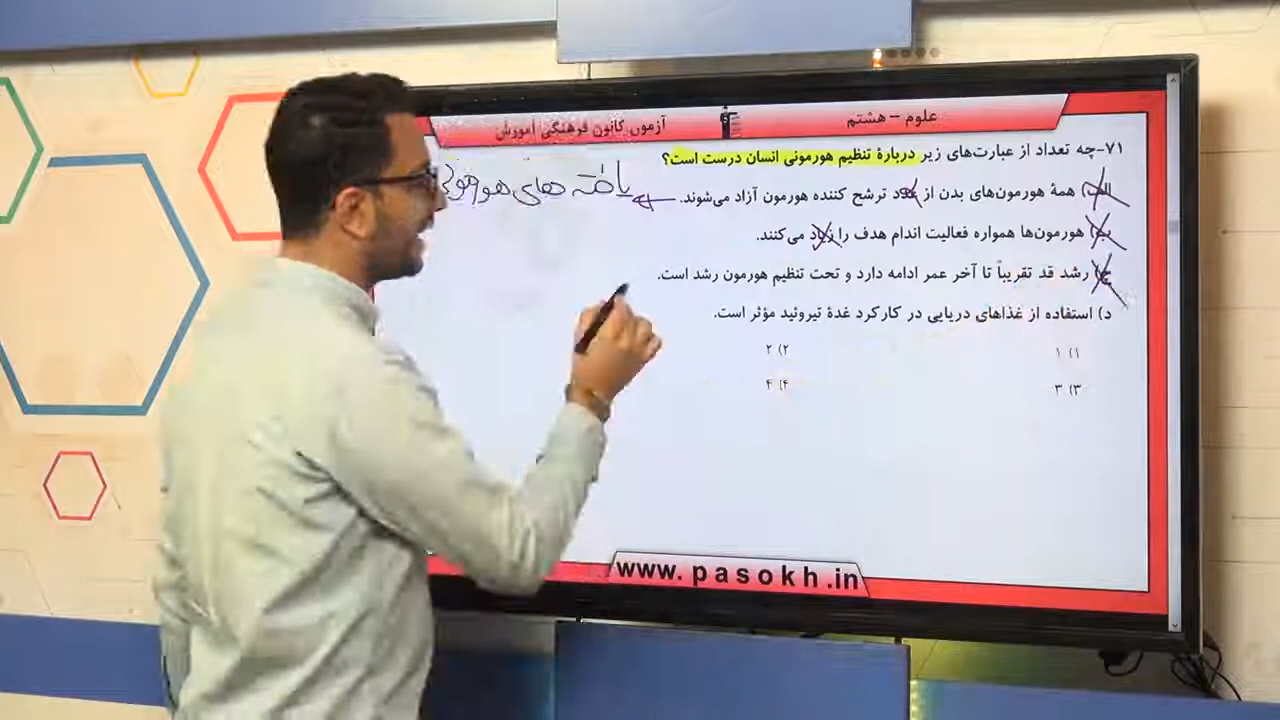 علوم - هشتم
آزمون کانون فرهنگی آموزش
۷۱-چه تعداد از عبارت‌های زیر دربارهٔ تنظیم هورمونی انسان درست است؟
الف) همهٔ هورمون‌های بدن از غدد ترشح کننده هورمون آزاد می‌شوند.
یاخته های هورمونی
ب) هورمون‌ها همواره فعالیت اندام هدف را زیاد می‌کنند.
ج) رشد قد تقریباً تا آخر عمر ادامه دارد و تحت تنظیم هورمون رشد است.
د) استفاده از غذاهای دریایی در کارکرد غدهٔ تیروئید مؤثر است.
۱) ۱
۲) ۲
۳) ۳
۴) ۴
www.pasokh.in